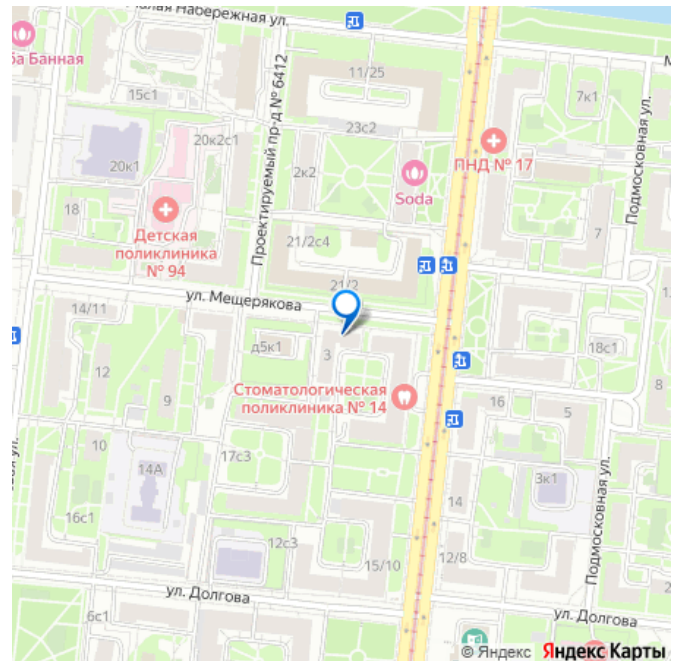 Малая Набережная ул.
ба Банная
11/25
15с1
Проектируемый пр-д № 6412
7к1
Подмосковная ул.
23с2
20к2с1
ПНД № 17
20к1
2к2
Soda
18
Детская
поликлиника
№ 94
21/2с4
7
21/2
ул. Мещерякова
14/11
д5к1
3
18с1
1
12
Стоматологическая
поликлиника № 14
8
9
16
5
10
17с3
14А
3к1
14
Подмосковная ул.
16с1
12с3
15/10
12/8
ул. Долгова
ул. Долгова
6с1
© Яндекс Яндекс Карты